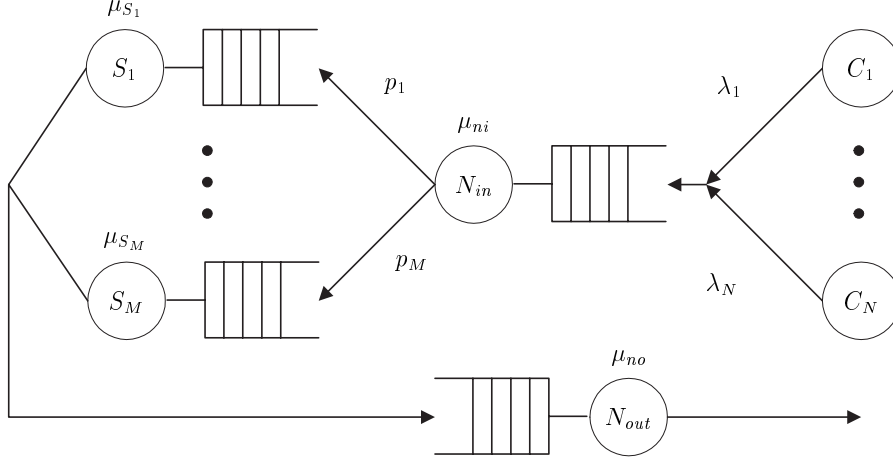 μ_{S_1}
S_1
p_1
λ_1
C_1
μ_{ni}
N_{in}
μ_{S_M}
S_M
p_M
λ_N
C_N
μ_{no}
N_{out}